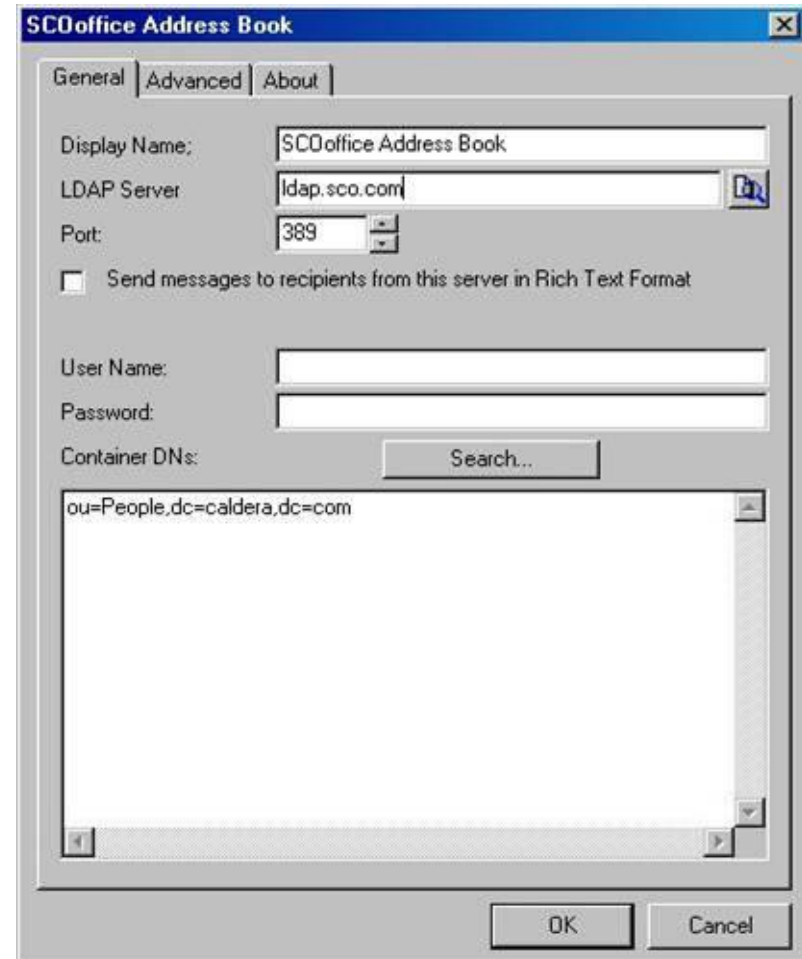 SCOoffice Address Book
General Advanced About
Display Name; SCOoffice Address Book
LDAP Server ldap.sco.com
Port: 389
Send messages to recipients from this server in Rich Text Format
User Name:
Password:
Container DNs: Search...
ou=People,dc=caldera,dc=com
OK Cancel